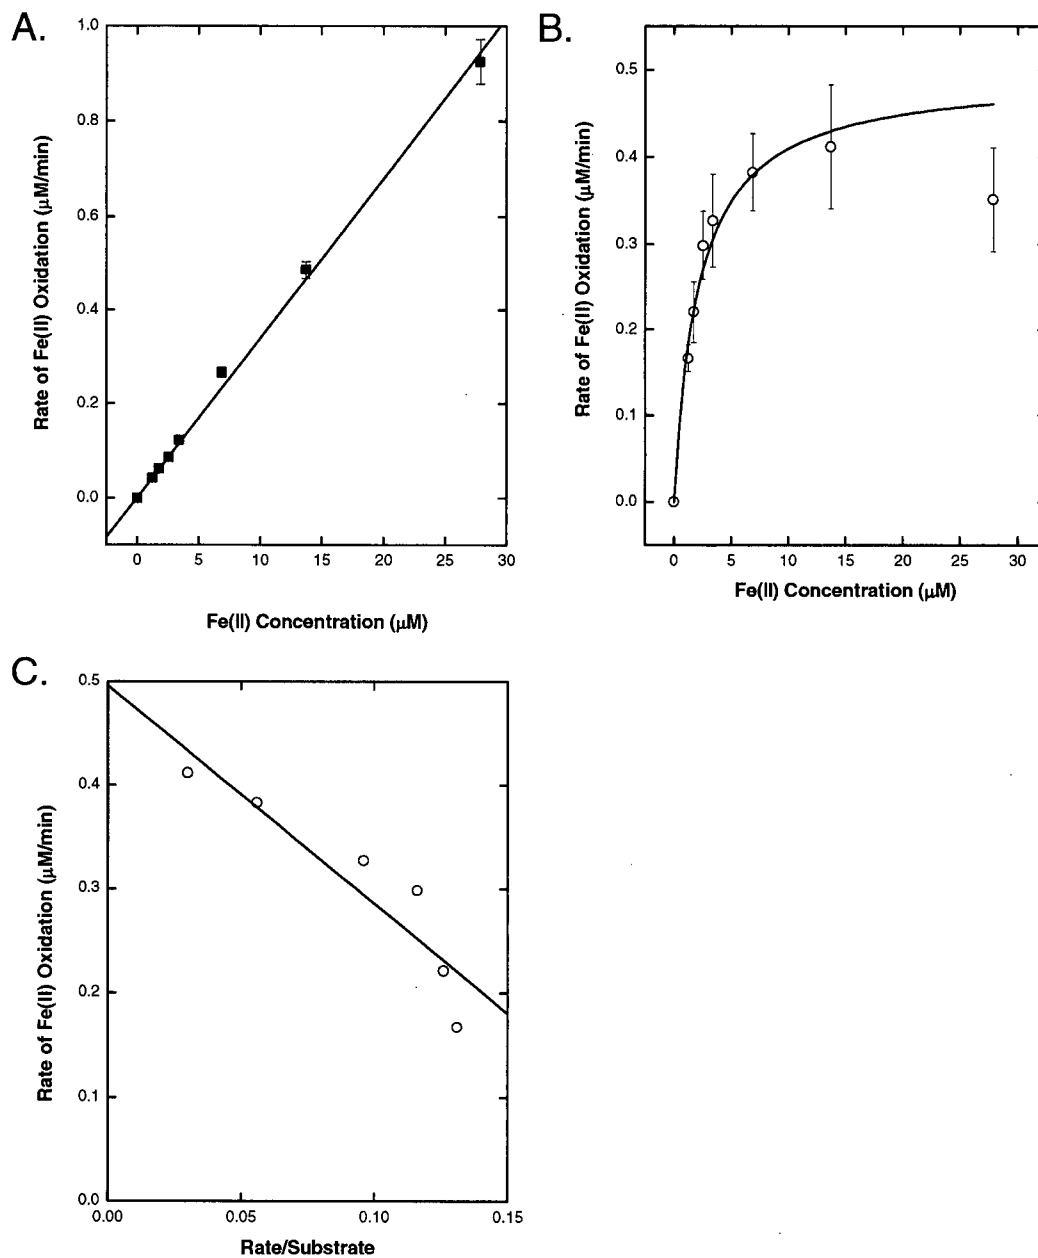 A.
1.0
0.8
0.6
0.4
0.2
0.0
Rate of Fe(II) Oxidation (µM/min)
0 5 10 15 20 25 30
Fe(II) Concentration (µM)
B.
0.5
0.4
0.3
0.2
0.1
0.0
Rate of Fe(II) Oxidation (µM/min)
0 5 10 15 20 25 30
Fe(II) Concentration (µM)
C.
0.5
0.4
0.3
0.2
0.1
0.0
Rate of Fe(II) Oxidation (µM/min)
0.00 0.05 0.10 0.15
Rate/Substrate